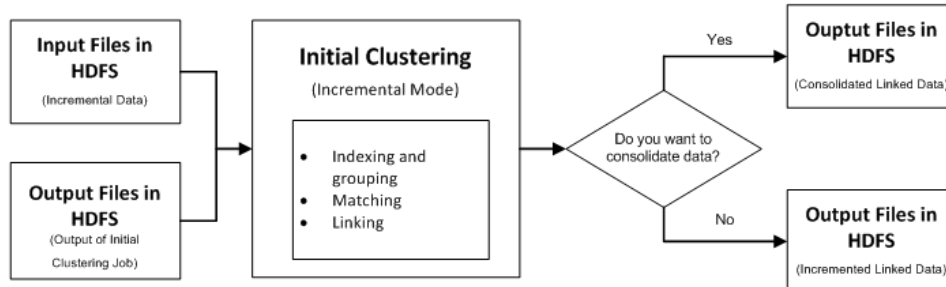 Input Files in
HDFS
(Incremental Data)
Output Files in
HDFS
(Output of Initial
Clustering Job)
Initial Clustering
(Incremental Mode)
• Indexing and
grouping
• Matching
• Linking
Do you want to
consolidate data?
Yes
Ouptut Files in
HDFS
(Consolidated Linked Data)
No
Output Files in
HDFS
(Incremented Linked Data)